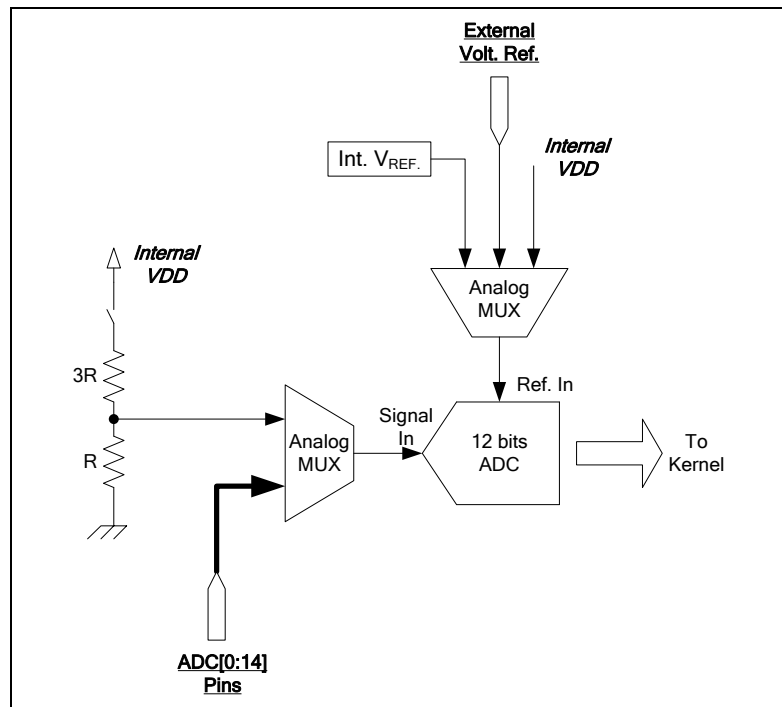 External
Volt. Ref.
Int. VREF.
Internal
VDD
Internal
VDD
Analog
MUX
3R
Ref. In
Signal
In
Analog
MUX
12 bits
ADC
To
Kernel
R
ADC[0:14]
Pins